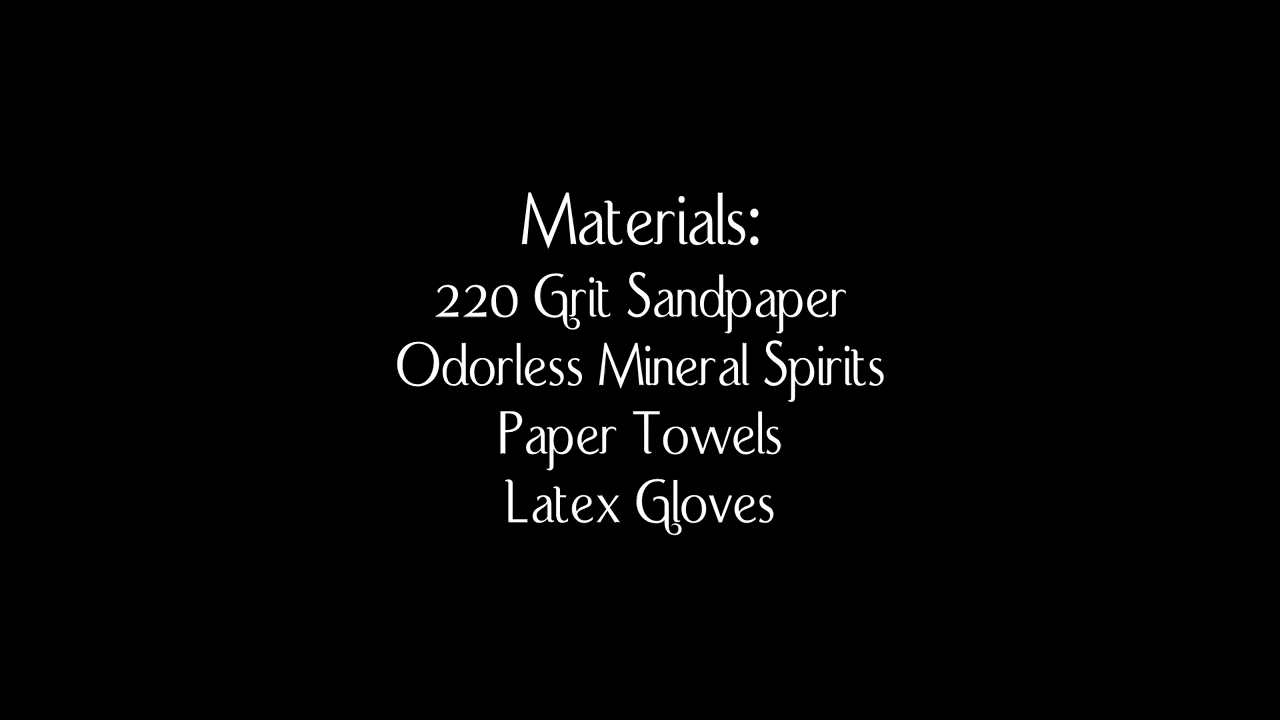 Materials:
220 Grit Sandpaper
Odorless Mineral Spirits
Paper Towels
Latex Gloves